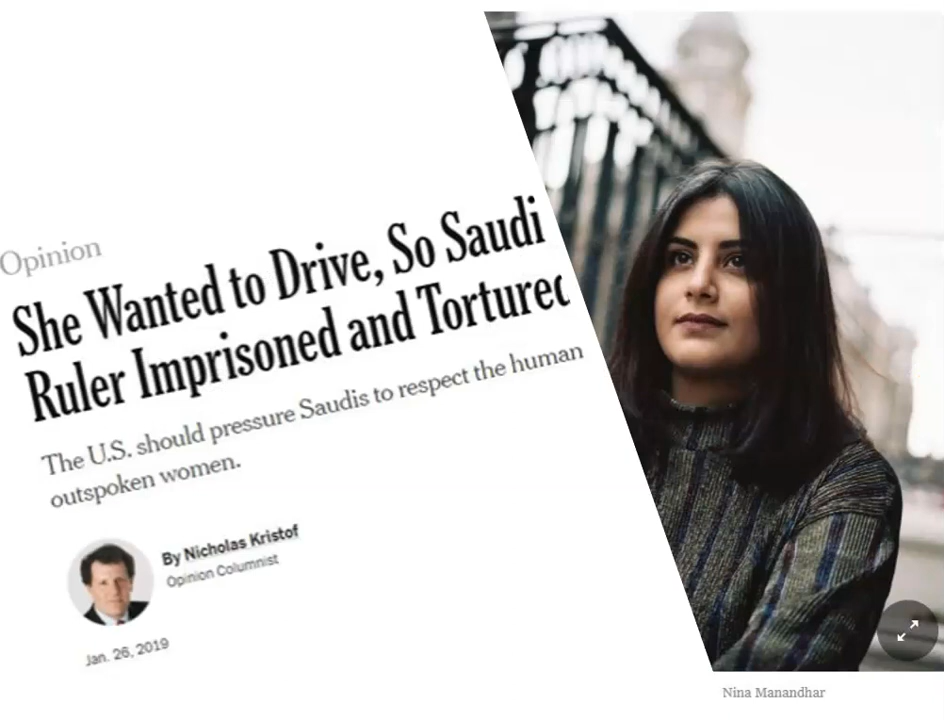 Opinion
She Wanted to Drive, So Saudi
Ruler Imprisoned and Tortured
The U.S. should pressure Saudis to respect the human
outspoken women.
By Nicholas Kristof
Opinion Columnist
Jan. 26, 2019
Nina Manandhar